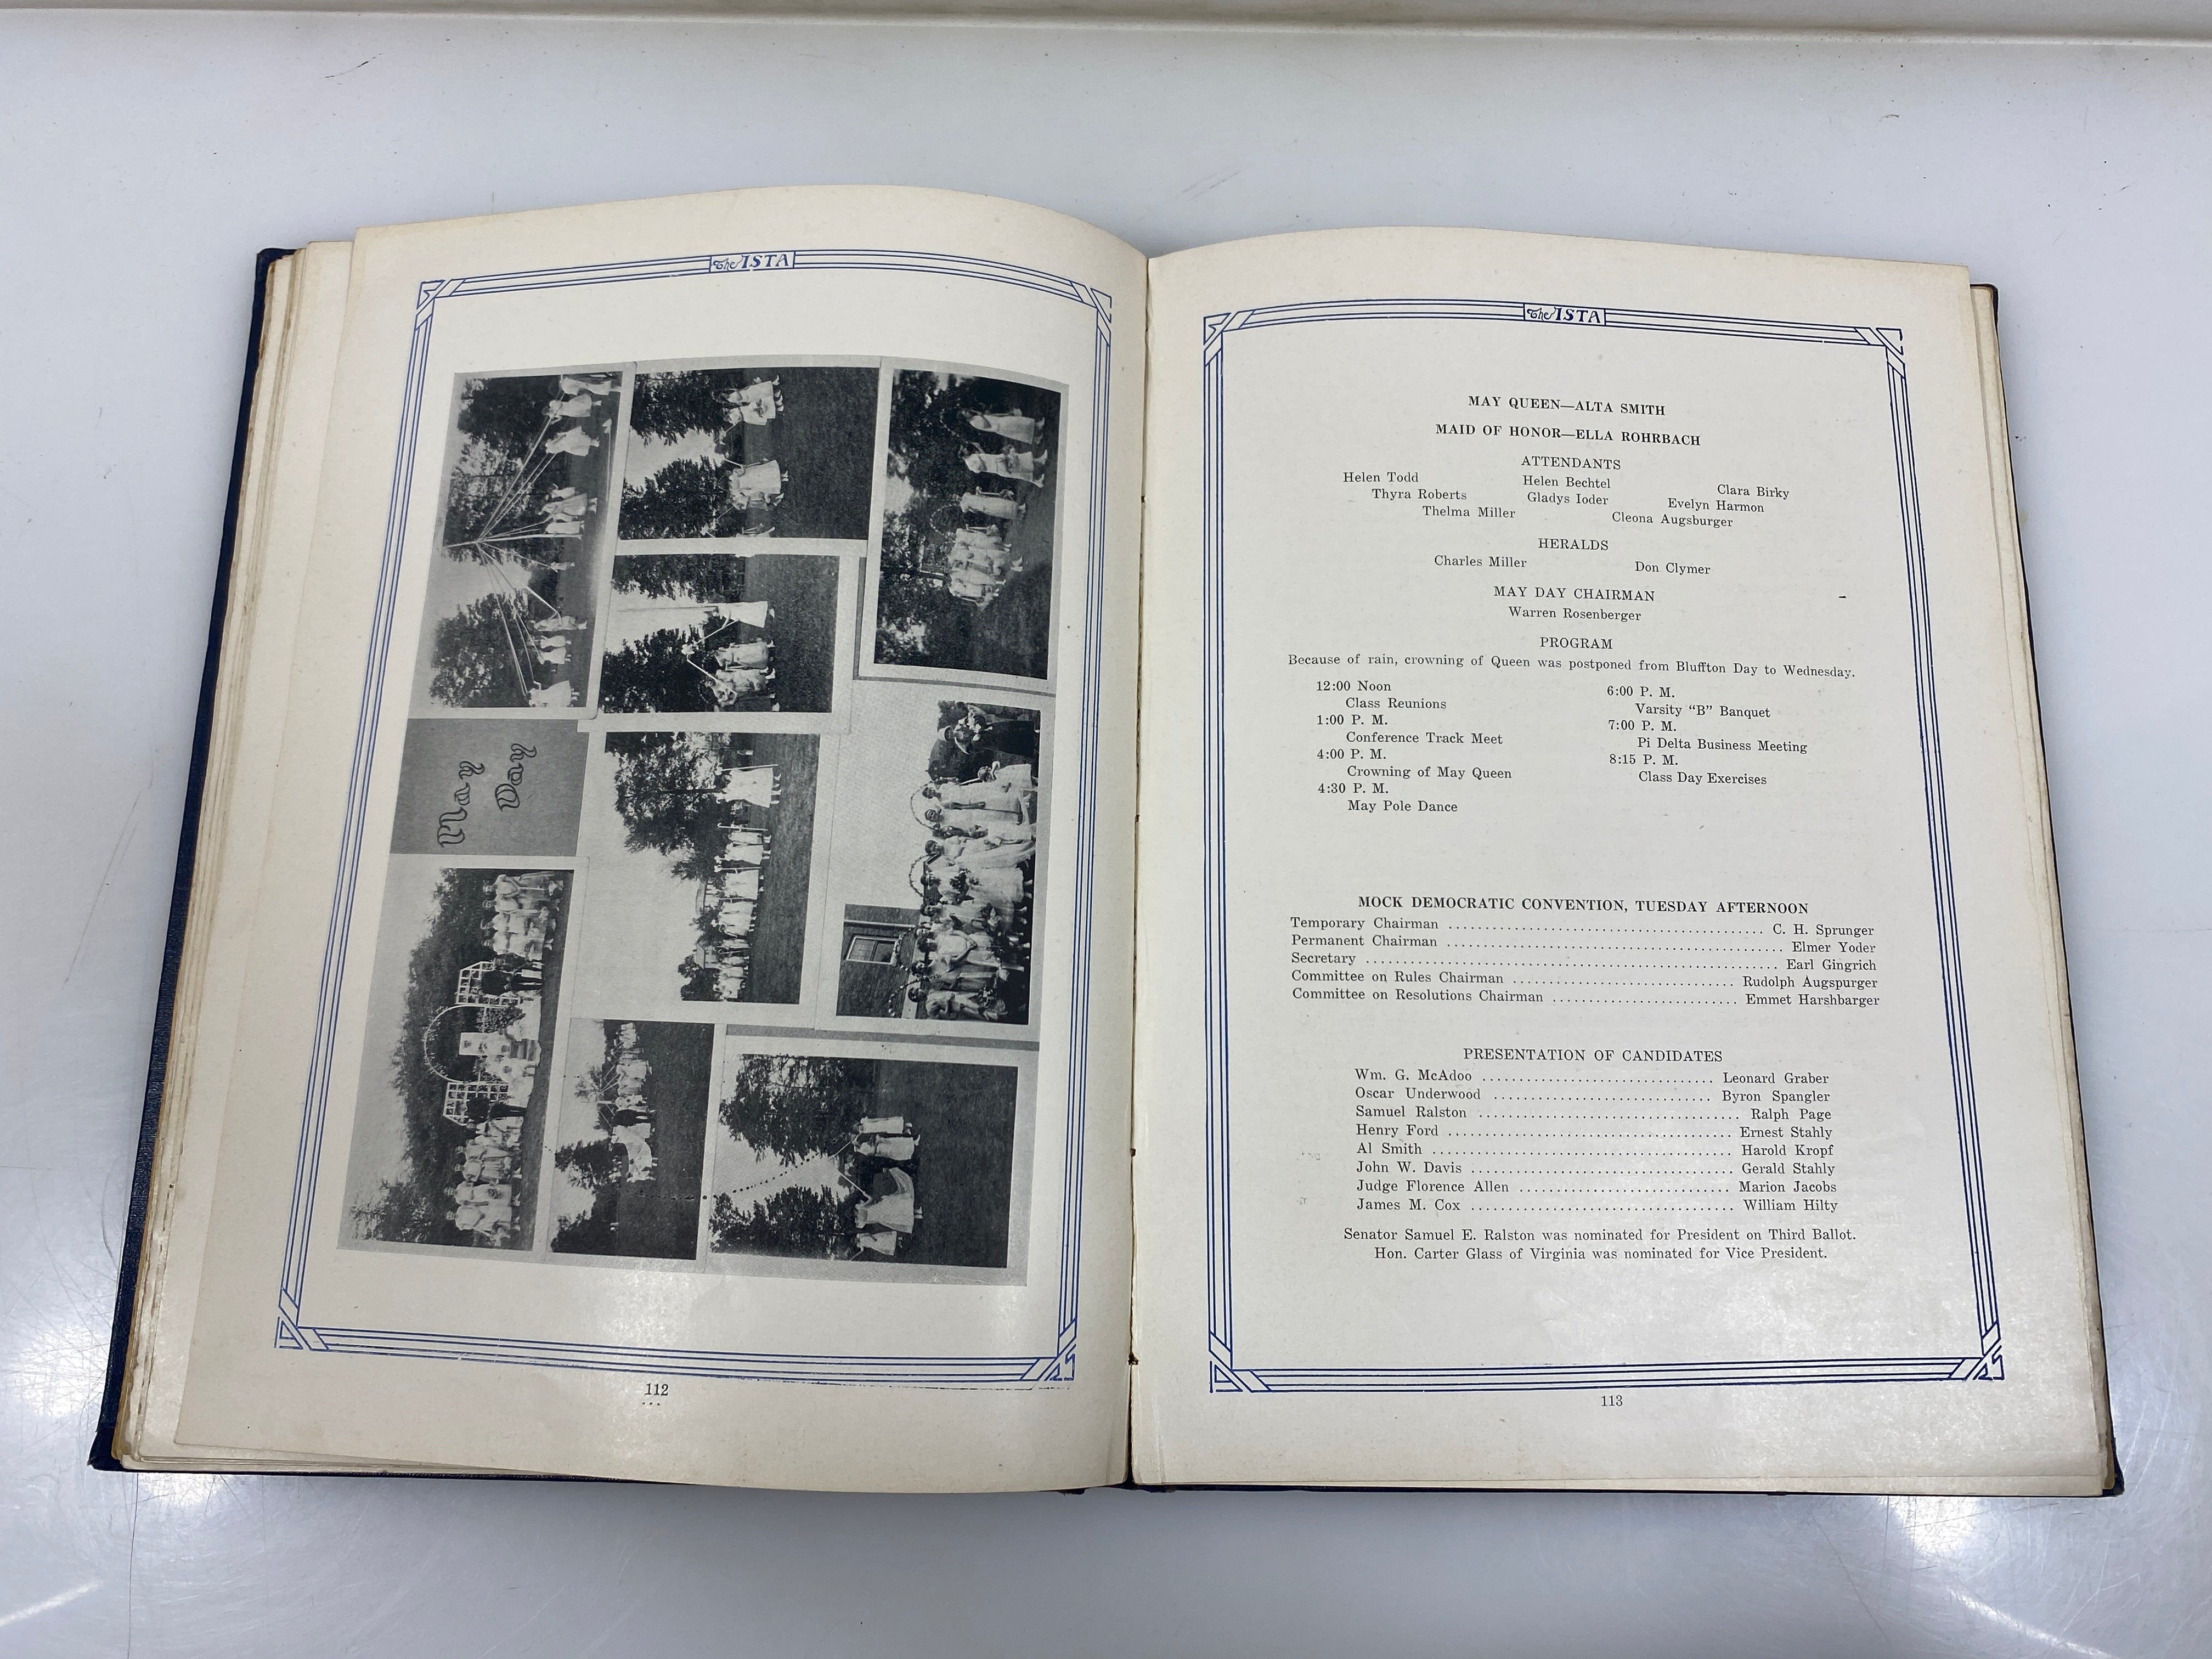 The ISTA
May Day
112
The ISTA
MAY QUEEN—ALTA SMITH
MAID OF HONOR—ELLA ROHRBACH
ATTENDANTS
Helen Todd Helen Bechtel Clara Birky
Thyra Roberts Gladys Ioder Evelyn Harmon
Thelma Miller Cleona Augsburger
HERALDS
Charles Miller Don Clymer
MAY DAY CHAIRMAN
Warren Rosenberger
PROGRAM
Because of rain, crowning of Queen was postponed from Bluffton Day to Wednesday.
12:00 Noon
Class Reunions
1:00 P. M.
Conference Track Meet
4:00 P. M.
Crowning of May Queen
4:30 P. M.
May Pole Dance
6:00 P. M.
Varsity “B” Banquet
7:00 P. M.
Pi Delta Business Meeting
8:15 P. M.
Class Day Exercises
MOCK DEMOCRATIC CONVENTION, TUESDAY AFTERNOON
Temporary Chairman ........................................ C. H. Sprunger
Permanent Chairman ........................................ Elmer Yoder
Secretary ........................................ Earl Gingrich
Committee on Rules Chairman .............................. Rudolph Augspurger
Committee on Resolutions Chairman ......................... Emmet Harshbarger
PRESENTATION OF CANDIDATES
Wm. G. McAdoo .............................. Leonard Graber
Oscar Underwood .............................. Byron Spangler
Samuel Ralston .................................. Ralph Page
Henry Ford ..................................... Ernest Stahly
Al Smith ........................................ Harold Kropf
John W. Davis .................................. Gerald Stahly
Judge Florence Allen ............................ Marion Jacobs
James M. Cox .................................. William Hilty
Senator Samuel E. Ralston was nominated for President on Third Ballot.
Hon. Carter Glass of Virginia was nominated for Vice President.
113